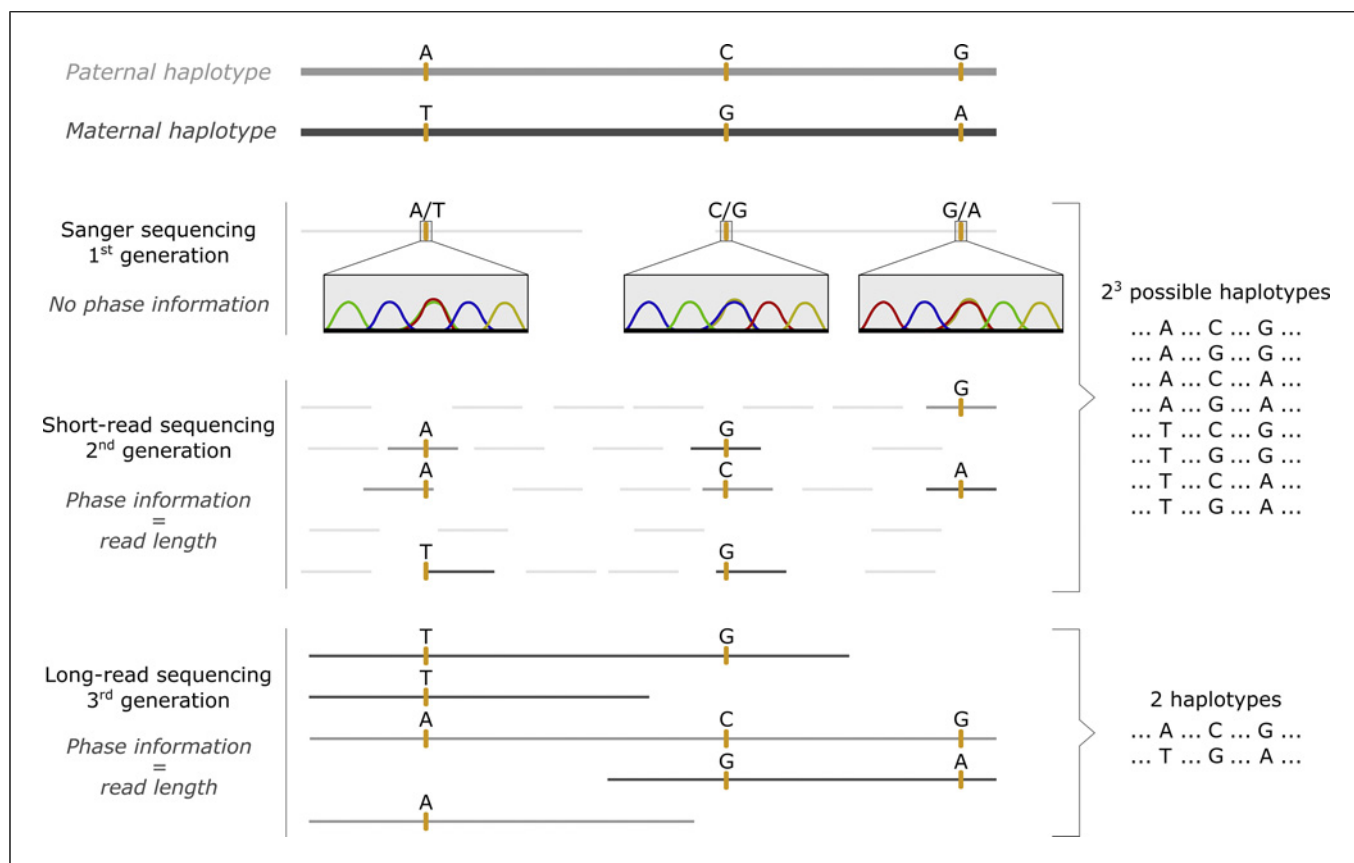 A C G
Paternal haplotype
T G A
Maternal haplotype
A/T C/G G/A
Sanger sequencing
1st generation
No phase information
G
Short-read sequencing
2nd generation
A G
Phase information
=
read length
A C A
T G
2³ possible haplotypes
... A ... C ... G ...
... A ... G ... G ...
... A ... C ... A ...
... A ... G ... A ...
... T ... C ... G ...
... T ... G ... G ...
... T ... C ... A ...
... T ... G ... A ...
T G
Long-read sequencing
3rd generation
T
A C G
Phase information
=
read length
G A
A
2 haplotypes
... A ... C ... G ...
... T ... G ... A ...